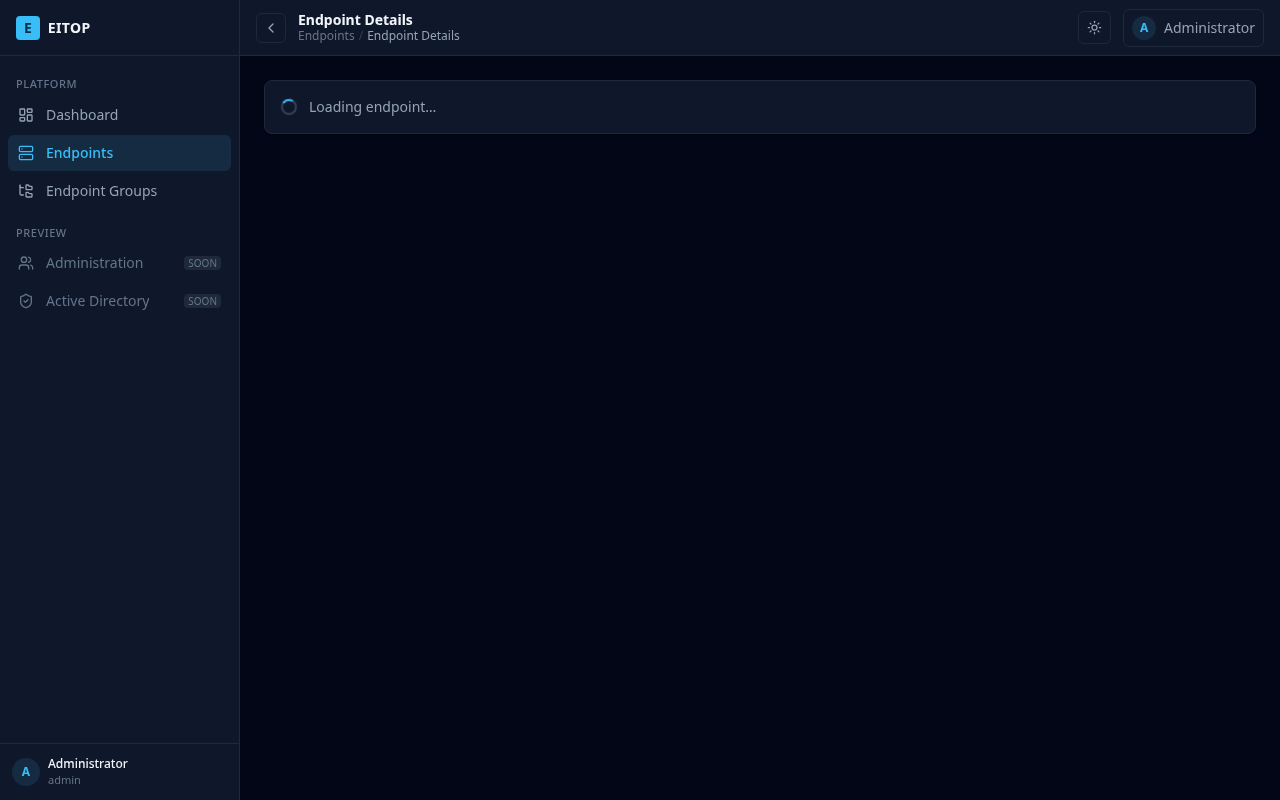 E EITOP
PLATFORM
Dashboard
Endpoints
Endpoint Groups
PREVIEW
Administration SOON
Active Directory SOON
A Administrator
admin
Endpoint Details
Endpoints / Endpoint Details
A Administrator
Loading endpoint...